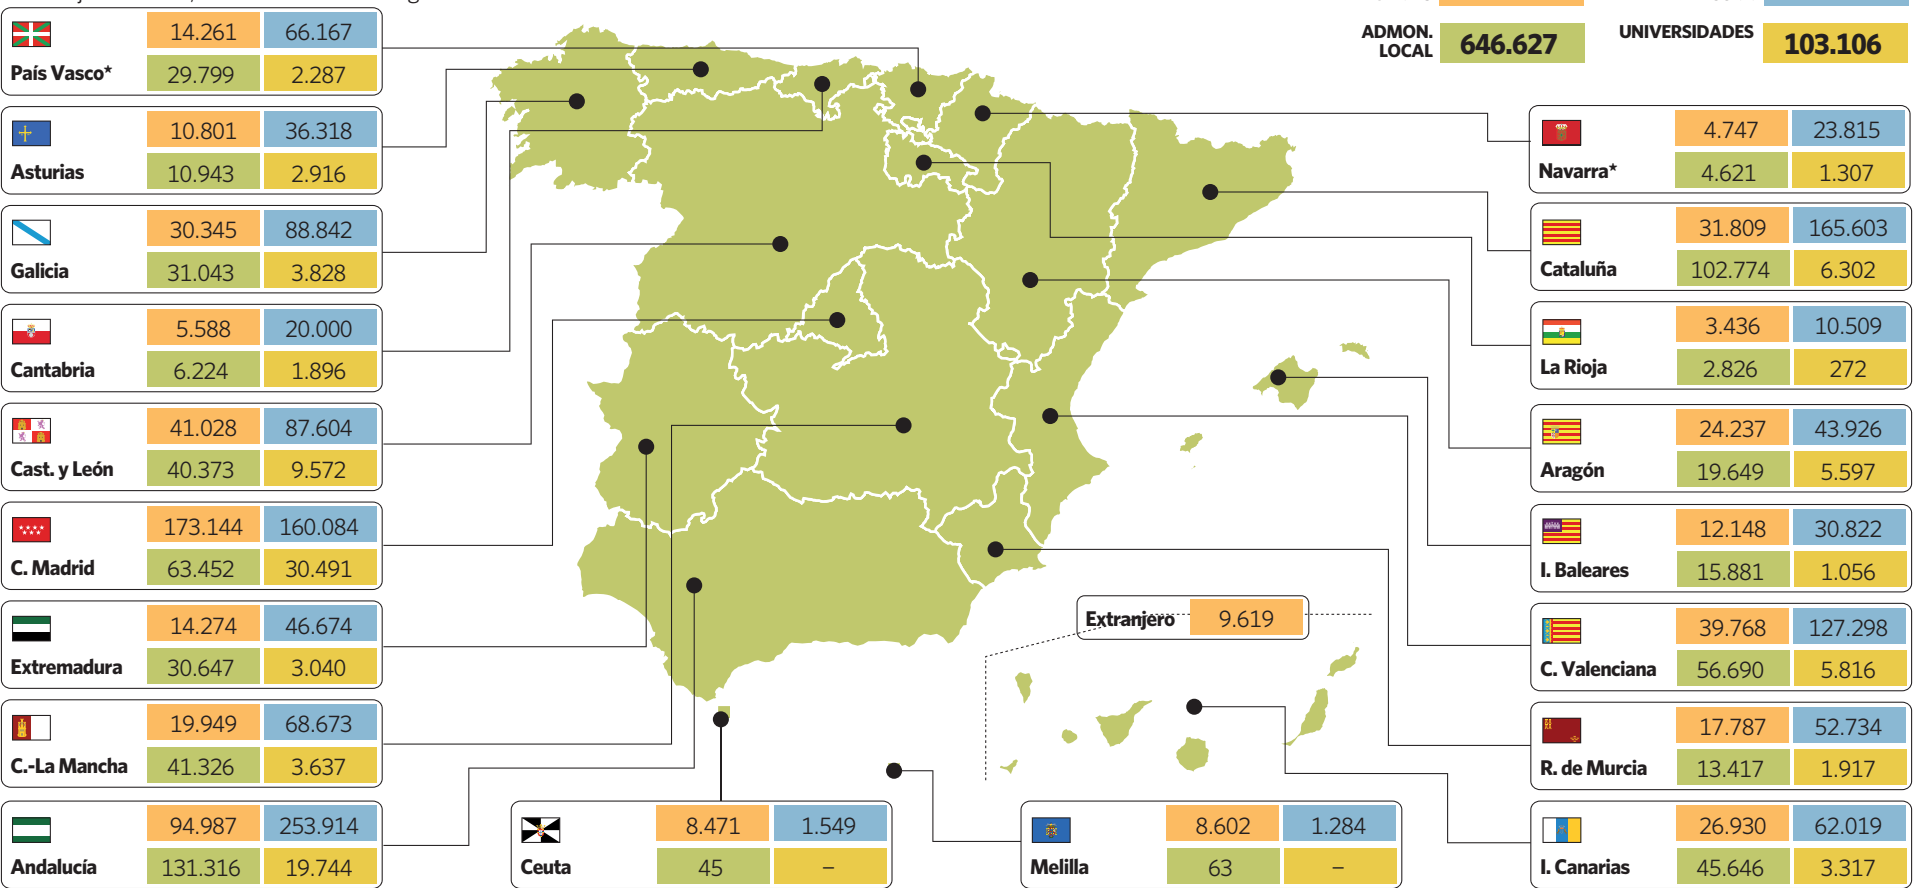 ADMON. LOCAL 646.627
UNIVERSIDADES 103.106
14.261 66.167
País Vasco* 29.799 2.287
10.801 36.318
Asturias 10.943 2.916
30.345 88.842
Galicia 31.043 3.828
5.588 20.000
Cantabria 6.224 1.896
41.028 87.604
Cast. y León 40.373 9.572
173.144 160.084
C. Madrid 63.452 30.491
14.274 46.674
Extremadura 30.647 3.040
19.949 68.673
C.-La Mancha 41.326 3.637
94.987 253.914
Andalucía 131.316 19.744
8.471 1.549
Ceuta 45 –
8.602 1.284
Melilla 63 –
Extranjero 9.619
4.747 23.815
Navarra* 4.621 1.307
31.809 165.603
Cataluña 102.774 6.302
3.436 10.509
La Rioja 2.826 272
24.237 43.926
Aragón 19.649 5.597
12.148 30.822
I. Baleares 15.881 1.056
39.768 127.298
C. Valenciana 56.690 5.816
17.787 52.734
R. de Murcia 13.417 1.917
26.930 62.019
I. Canarias 45.646 3.317